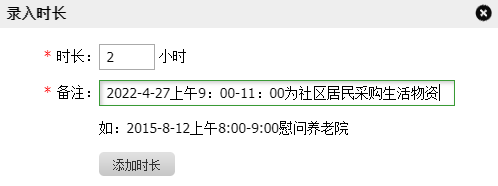 录入时长
* 时长： 2 小时
* 备注： 2022-4-27上午9：00-11：00为社区居民采购生活物资
如：2015-8-12上午8:00-9:00慰问养老院
添加时长